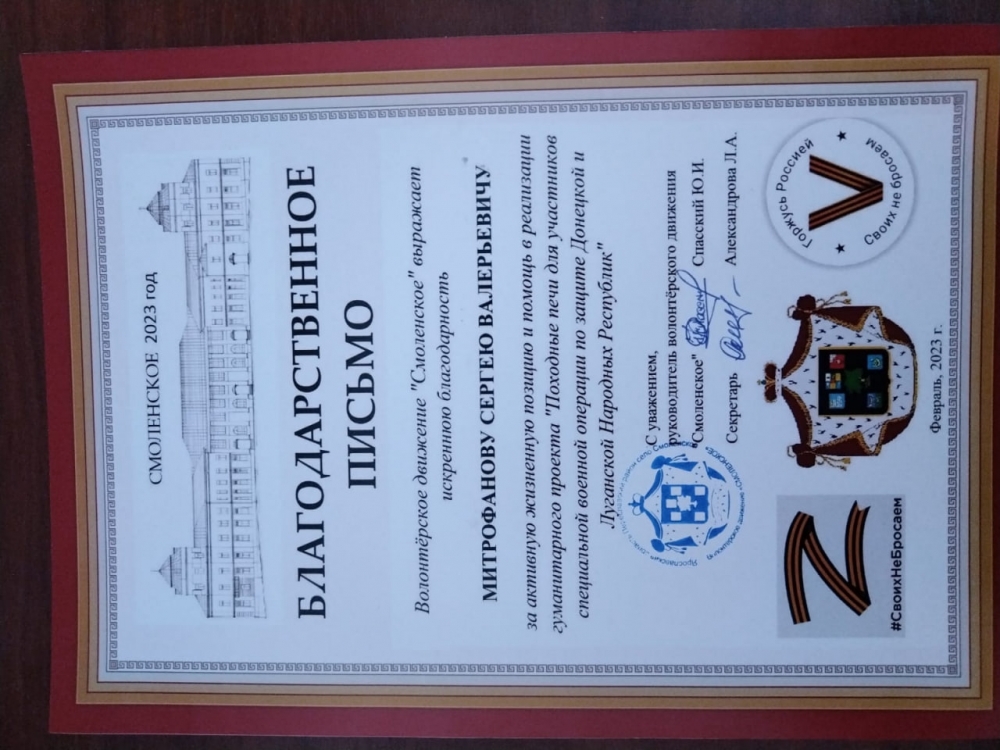 СМОЛЕНСКОЕ 2023 год
БЛАГОДАРСТВЕННОЕ
ПИСЬМО
Волонтёрское движение "Смоленское" выражает
искреннюю благодарность
МИТРОФАНОВУ СЕРГЕЮ ВАЛЕРЬЕВИЧУ
за активную жизненную позицию и помощь в реализации
гуманитарного проекта "Походные печи для участников
специальной военной операции по защите Донецкой и
Луганской Народных Республик"
С уважением,
руководитель волонтёрского движения
Смоленское" Спасский Ю.И.
Секретарь Александрова Л.А.
#СвоихНеБросаем
Горжусь Россией
Своих не бросаем
Февраль, 2023 г.